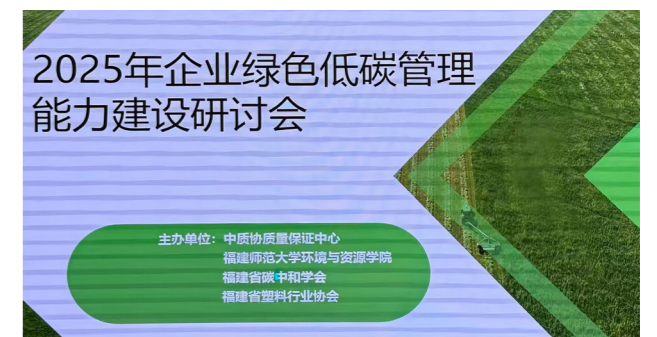 2025年企业绿色低碳管理
能力建设研讨会
主办单位：中质协质量保证中心
福建师范大学环境与资源学院
福建省碳中和学会
福建省塑料行业协会